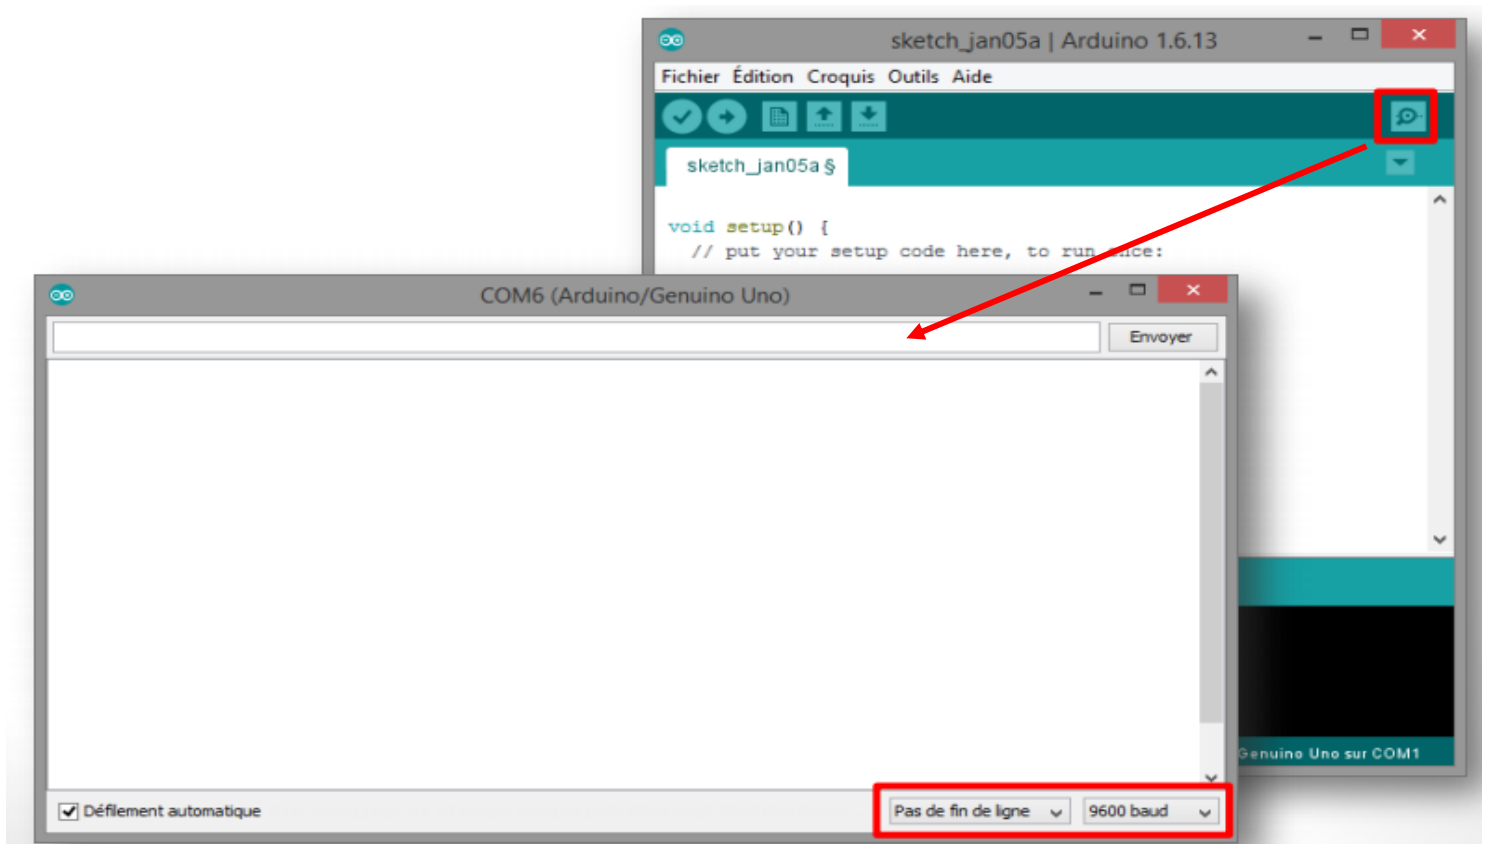 sketch_jan05a | Arduino 1.6.13
Fichier Édition Croquis Outils Aide
sketch_jan05a §
void setup() {
// put your setup code here, to run once:
COM6 (Arduino/Genuino Uno)
Envoyer
Genuino Uno sur COM1
Défilement automatique
Pas de fin de ligne
9600 baud